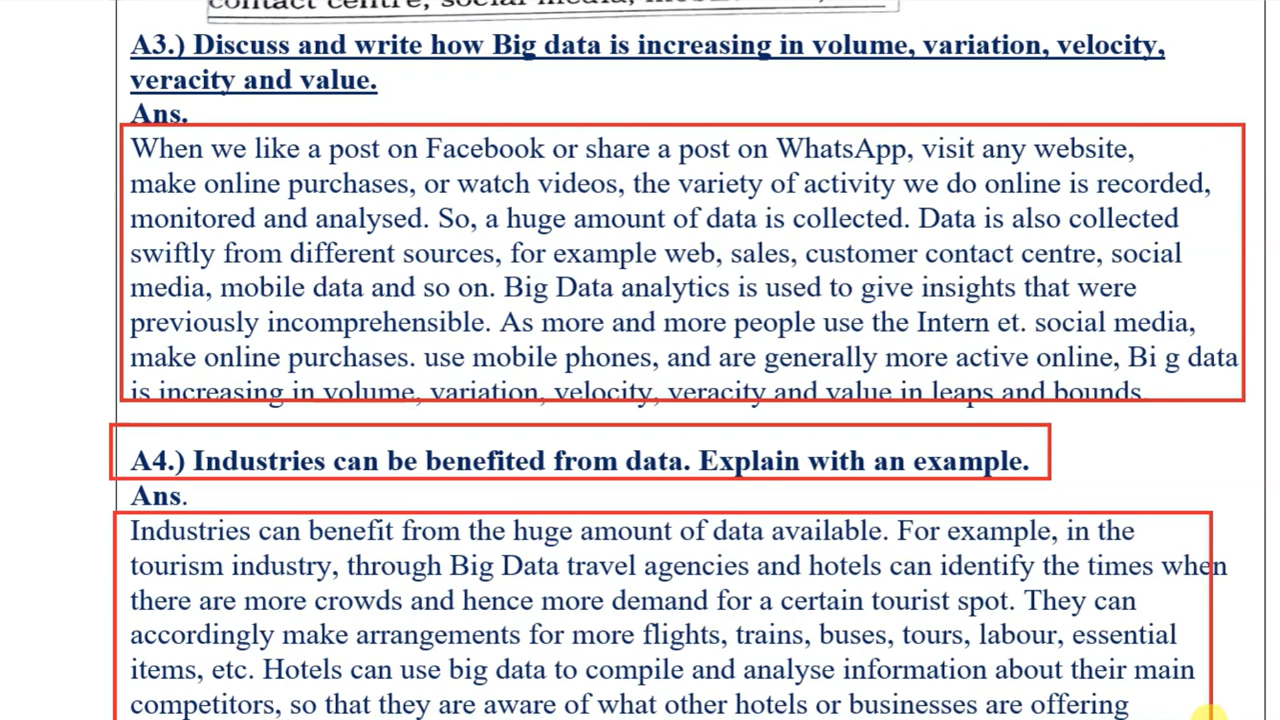 contact centre, social media,
A3.) Discuss and write how Big data is increasing in volume, variation, velocity,
veracity and value.
Ans.
When we like a post on Facebook or share a post on WhatsApp, visit any website,
make online purchases, or watch videos, the variety of activity we do online is recorded,
monitored and analysed. So, a huge amount of data is collected. Data is also collected
swiftly from different sources, for example web, sales, customer contact centre, social
media, mobile data and so on. Big Data analytics is used to give insights that were
previously incomprehensible. As more and more people use the Intern et. social media,
make online purchases. use mobile phones, and are generally more active online, Bi g data
is increasing in volume, variation, velocity, veracity and value in leaps and bounds
A4.) Industries can be benefited from data. Explain with an example.
Ans.
Industries can benefit from the huge amount of data available. For example, in the
tourism industry, through Big Data travel agencies and hotels can identify the times when
there are more crowds and hence more demand for a certain tourist spot. They can
accordingly make arrangements for more flights, trains, buses, tours, labour, essential
items, etc. Hotels can use big data to compile and analyse information about their main
competitors, so that they are aware of what other hotels or businesses are offering